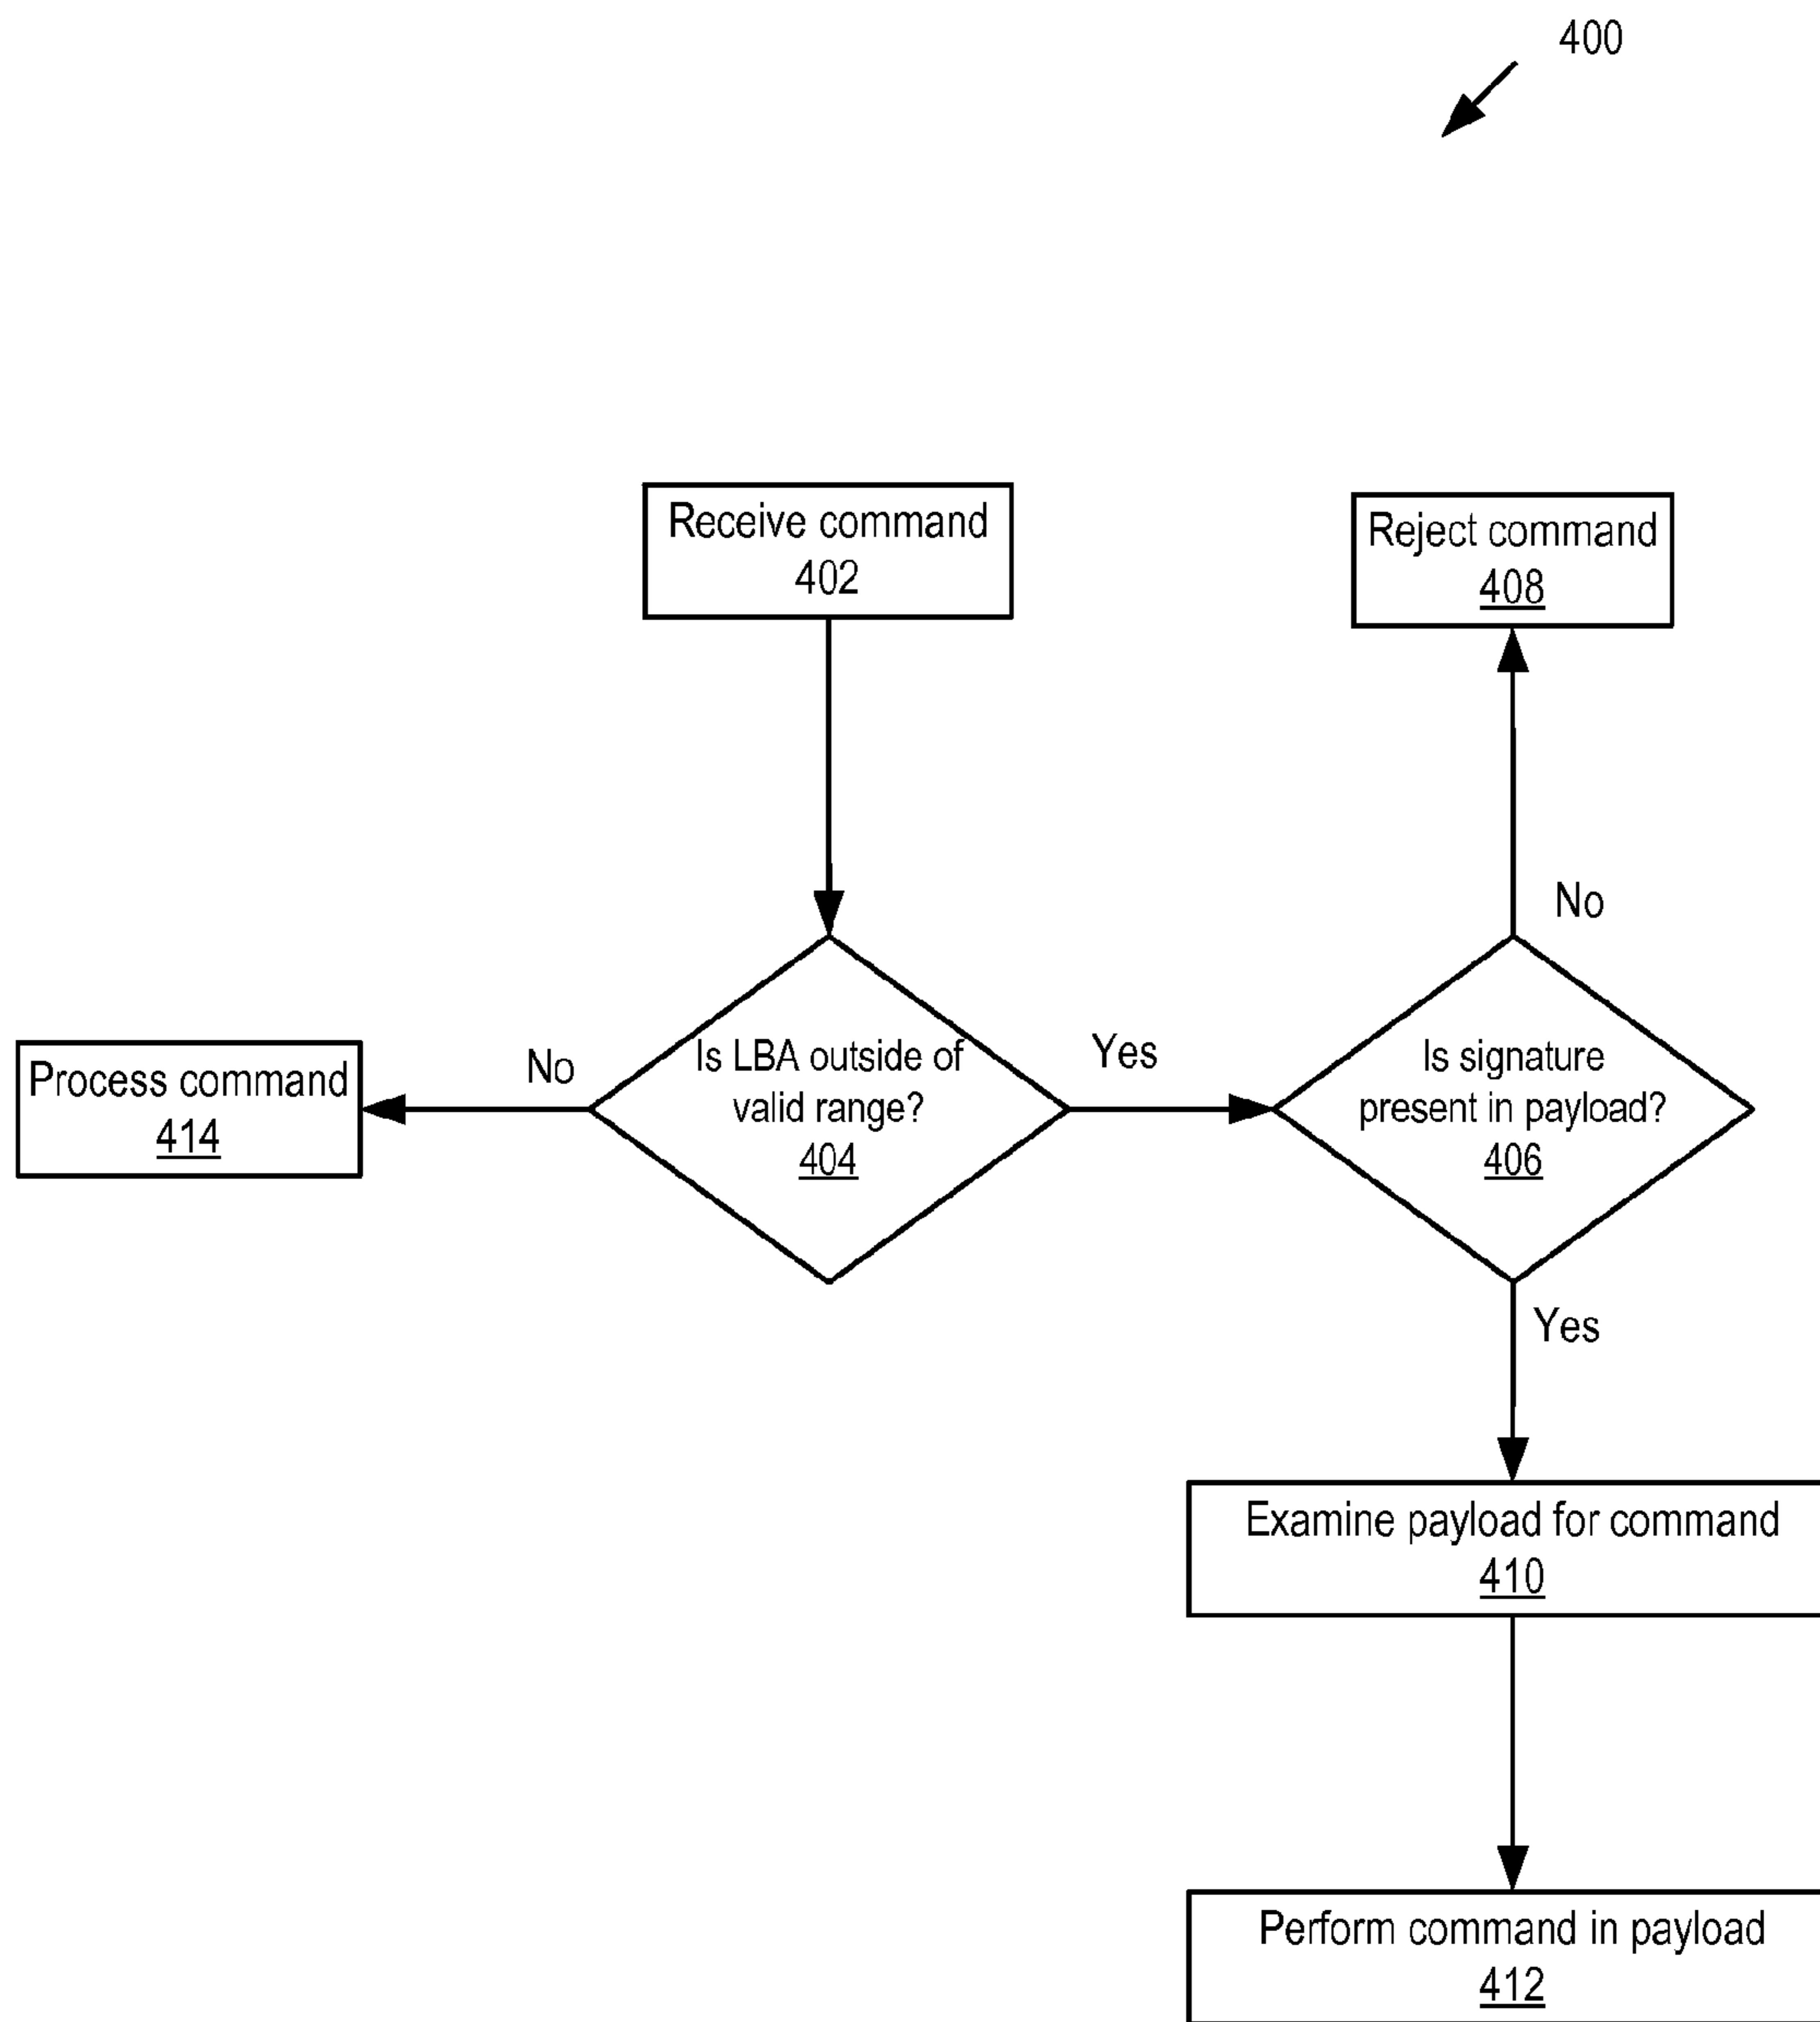 400
Receive command
402
Reject command
408
No
Is LBA outside of
valid range?
404
No
Yes
Process command
414
Is signature
present in payload?
406
Yes
Examine payload for command
410
Perform command in payload
412